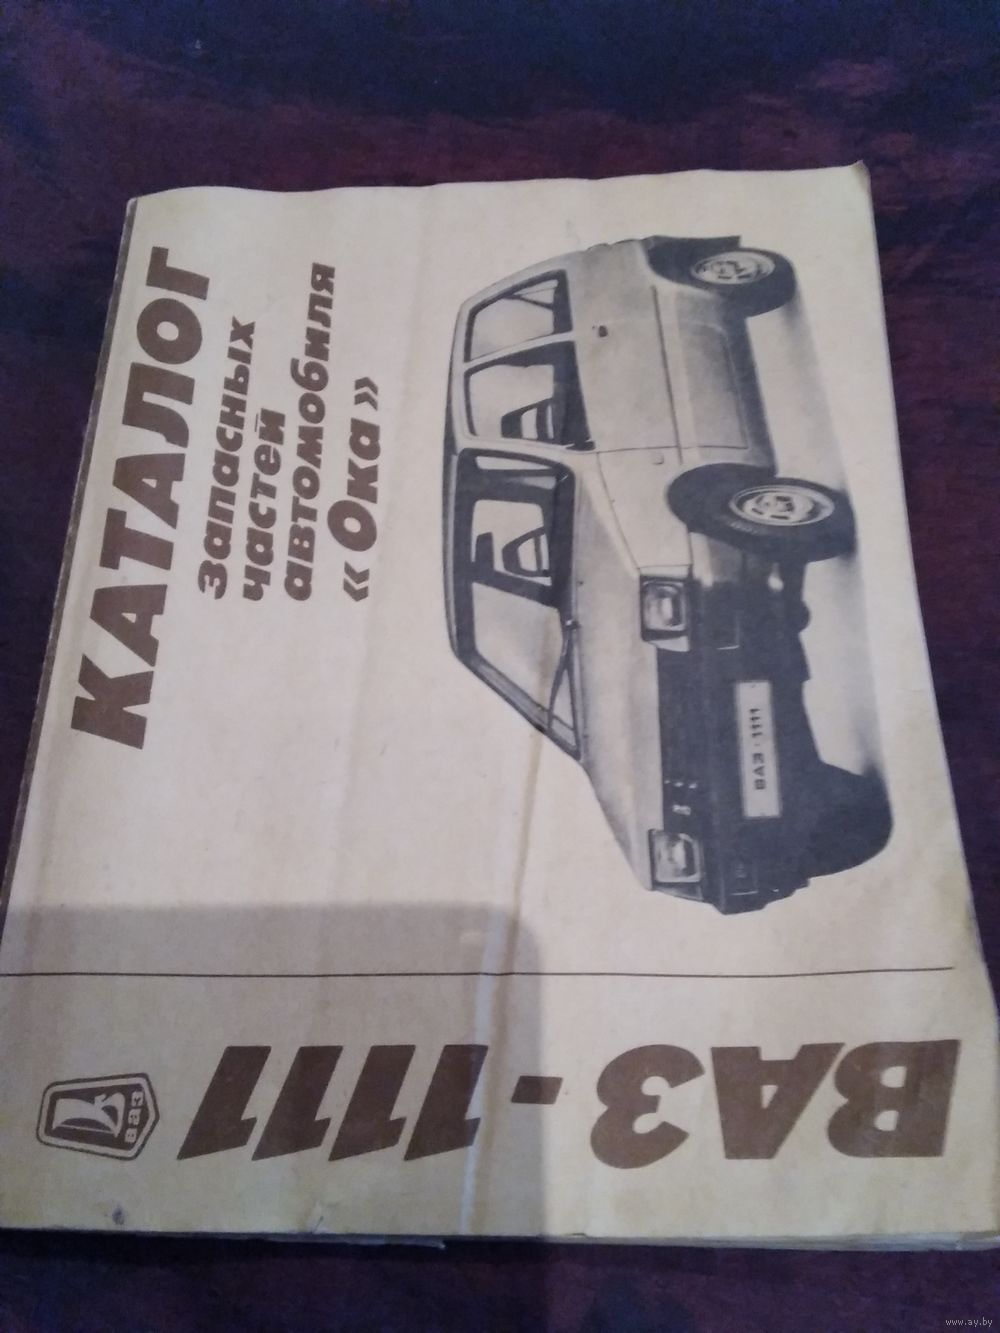 КАТАЛОГ
запасных
частей
автомобиля
«Ока»
ВАЗ-1111
ВАЗ-1111
ВАЗ
www.ay.by